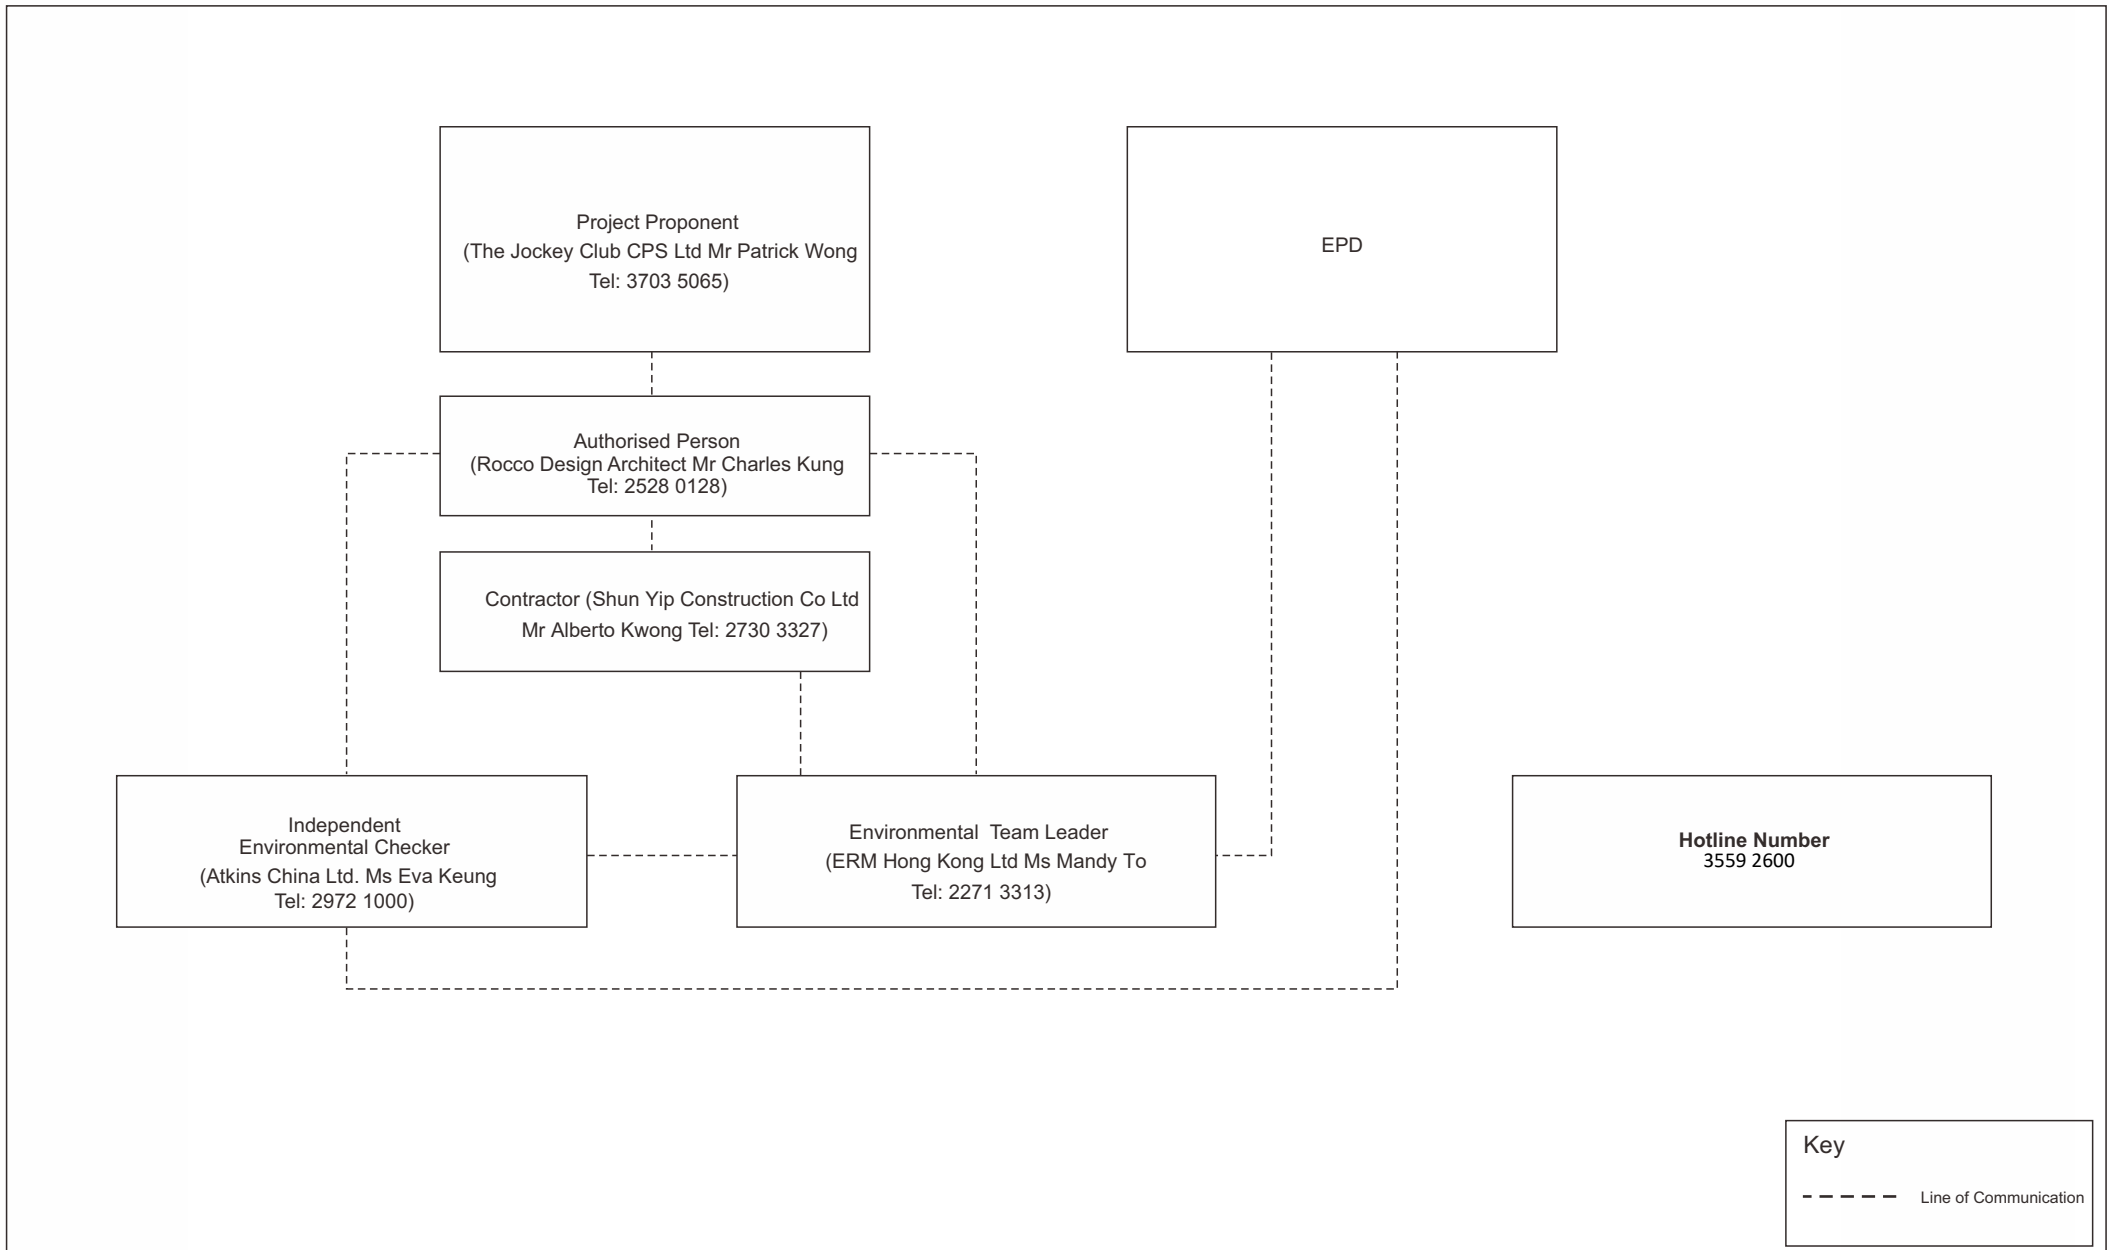 Project Proponent
(The Jockey Club CPS Ltd Mr Patrick Wong
Tel: 3703 5065)
EPD
Authorised Person
(Rocco Design Architect Mr Charles Kung
Tel: 2528 0128)
Contractor (Shun Yip Construction Co Ltd
Mr Alberto Kwong Tel: 2730 3327)
Independent
Environmental Checker
(Atkins China Ltd. Ms Eva Keung
Tel: 2972 1000)
Environmental Team Leader
(ERM Hong Kong Ltd Ms Mandy To
Tel: 2271 3313)
Hotline Number
3559 2600
Key
Line of Communication